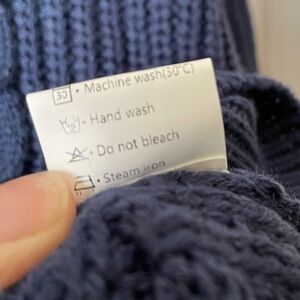 30 · Machine wash(30°C)
· Hand wash
· Do not bleach
· Steam iron